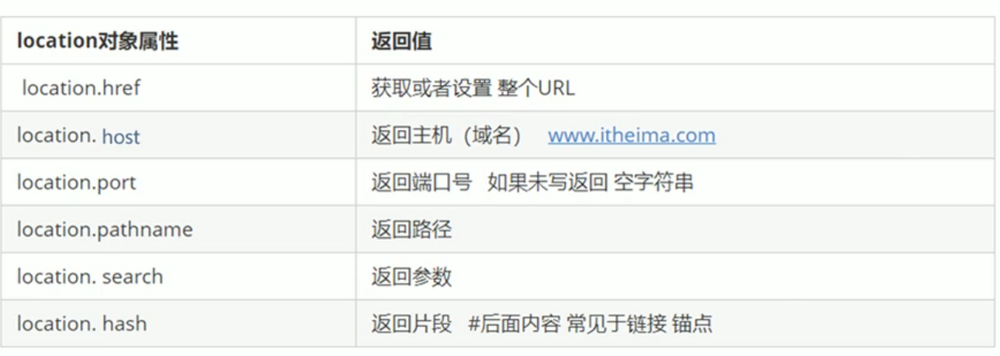 location对象属性 返回值
location.href 获取或者设置 整个URL
location. host 返回主机（域名） www.itheima.com
location.port 返回端口号 如果未写返回 空字符串
location.pathname 返回路径
location. search 返回参数
location. hash 返回片段 #后面内容 常见于链接 锚点